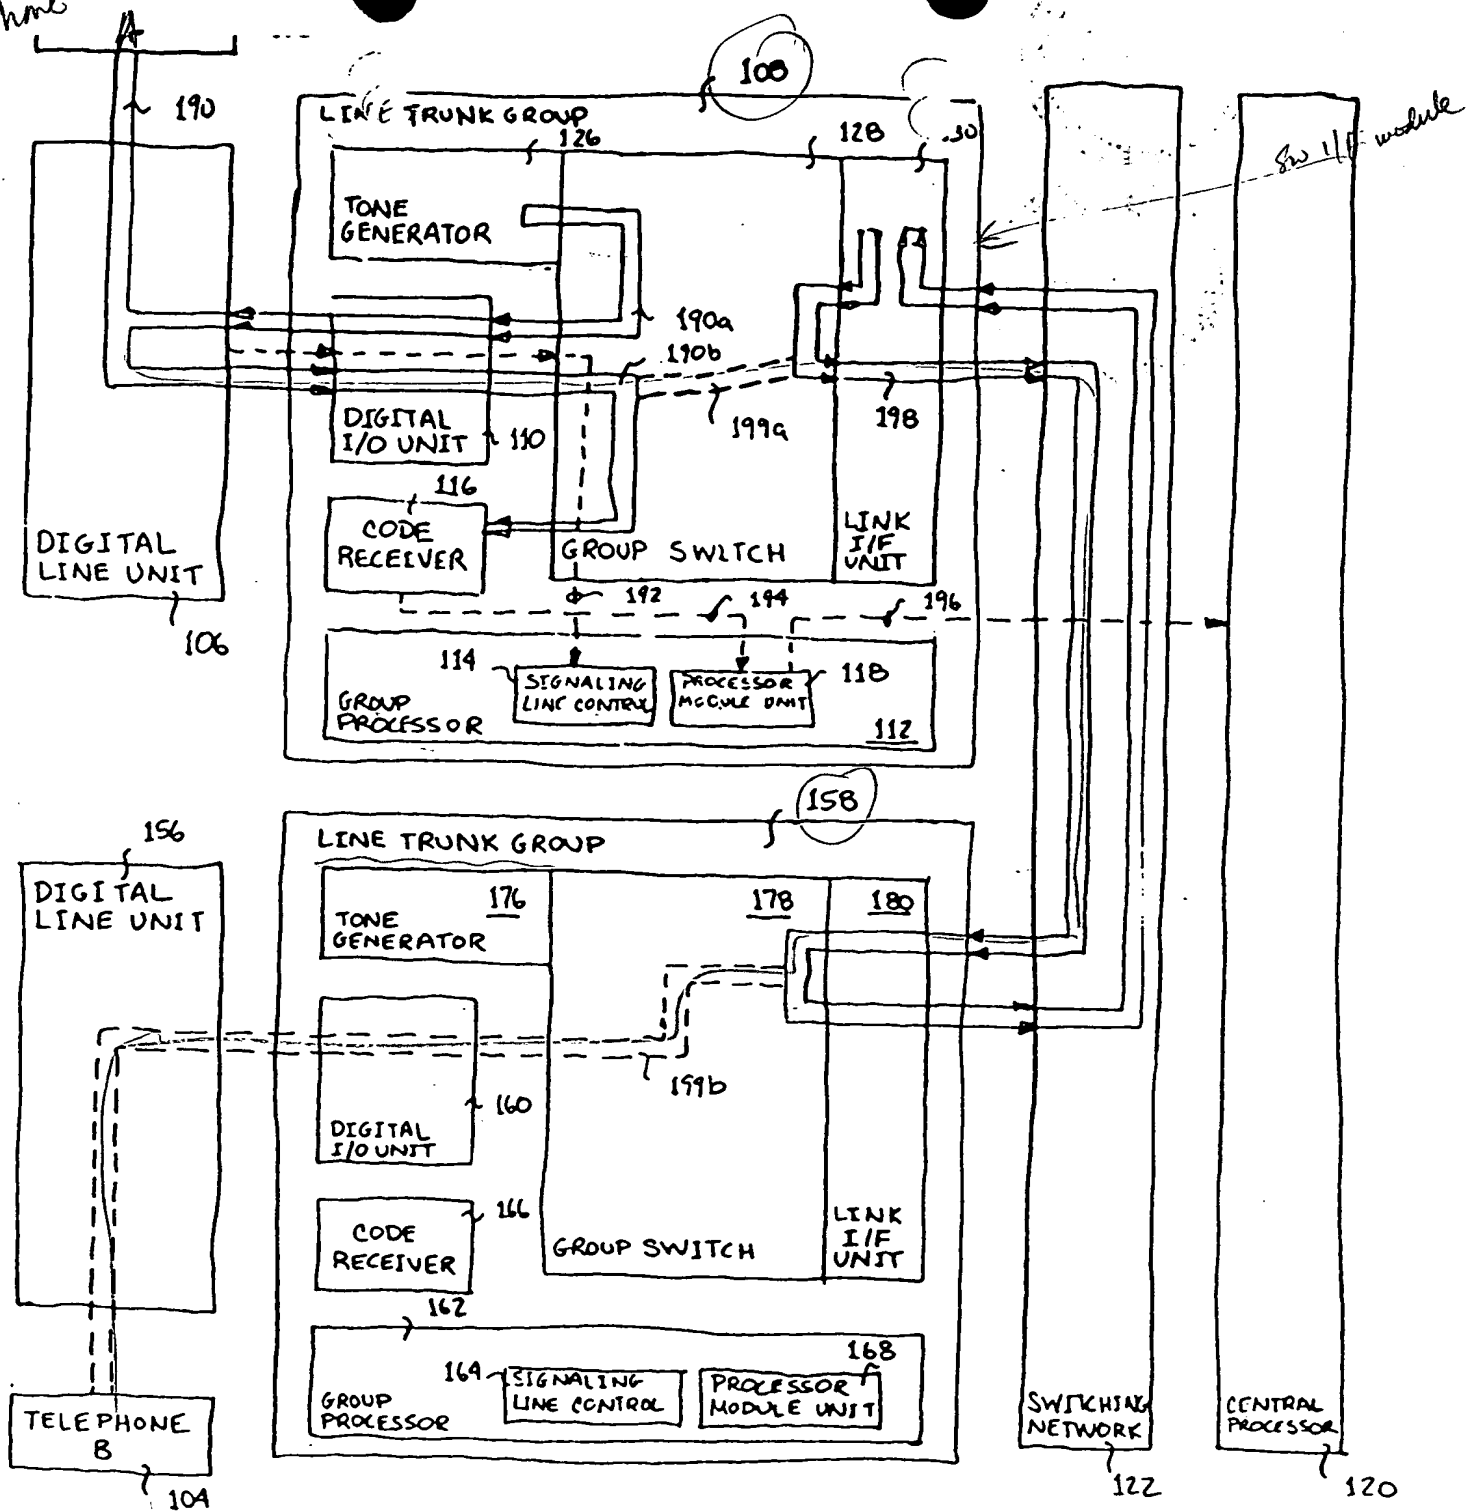 108
190
LINE TRUNK GROUP
126
128
.30
SW I/F module
TONE
GENERATOR
190a
190b
199a
198
DIGITAL
I/O UNIT
110
116
CODE
RECEIVER
GROUP SWITCH
LINK
I/F
UNIT
DIGITAL
LINE UNIT
106
192
194
196
114
SIGNALING
LINE CONTROL
PROCESSOR
MODULE UNIT
118
GROUP
PROCESSOR
112
158
156
LINE TRUNK GROUP
DIGITAL
LINE UNIT
TONE
GENERATOR
176
178
180
199b
160
DIGITAL
I/O UNIT
166
CODE
RECEIVER
GROUP SWITCH
LINK
I/F
UNIT
162
164
SIGNALING
LINE CONTROL
168
PROCESSOR
MODULE UNIT
GROUP
PROCESSOR
TELEPHONE
B
104
SWITCHING
NETWORK
122
CENTRAL
PROCESSOR
120